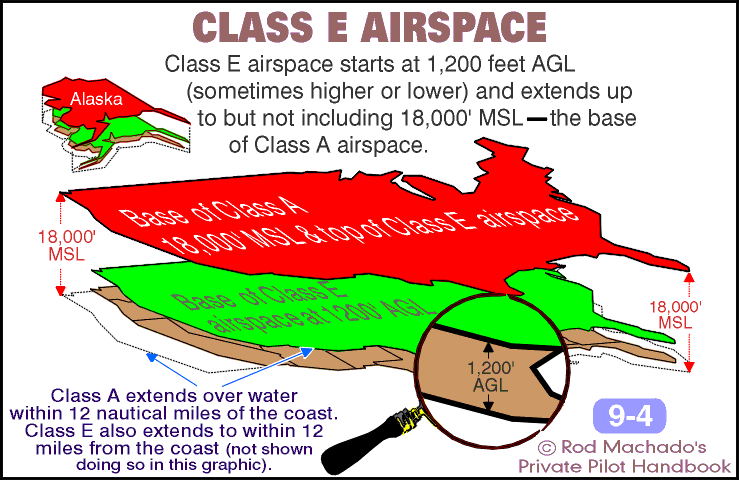 CLASS E AIRSPACE
Class E airspace starts at 1,200 feet AGL
(sometimes higher or lower) and extends up
to but not including 18,000' MSL—the base
of Class A airspace.
Alaska
Base of Class A
18,000' MSL & top of Class E airspace
18,000'
MSL
Base of Class E
airspace at 1200' AGL
18,000'
MSL
1,200'
AGL
Class A extends over water
within 12 nautical miles of the coast.
Class E also extends to within 12
miles from the coast (not shown
doing so in this graphic).
9-4
© Rod Machado's
Private Pilot Handbook